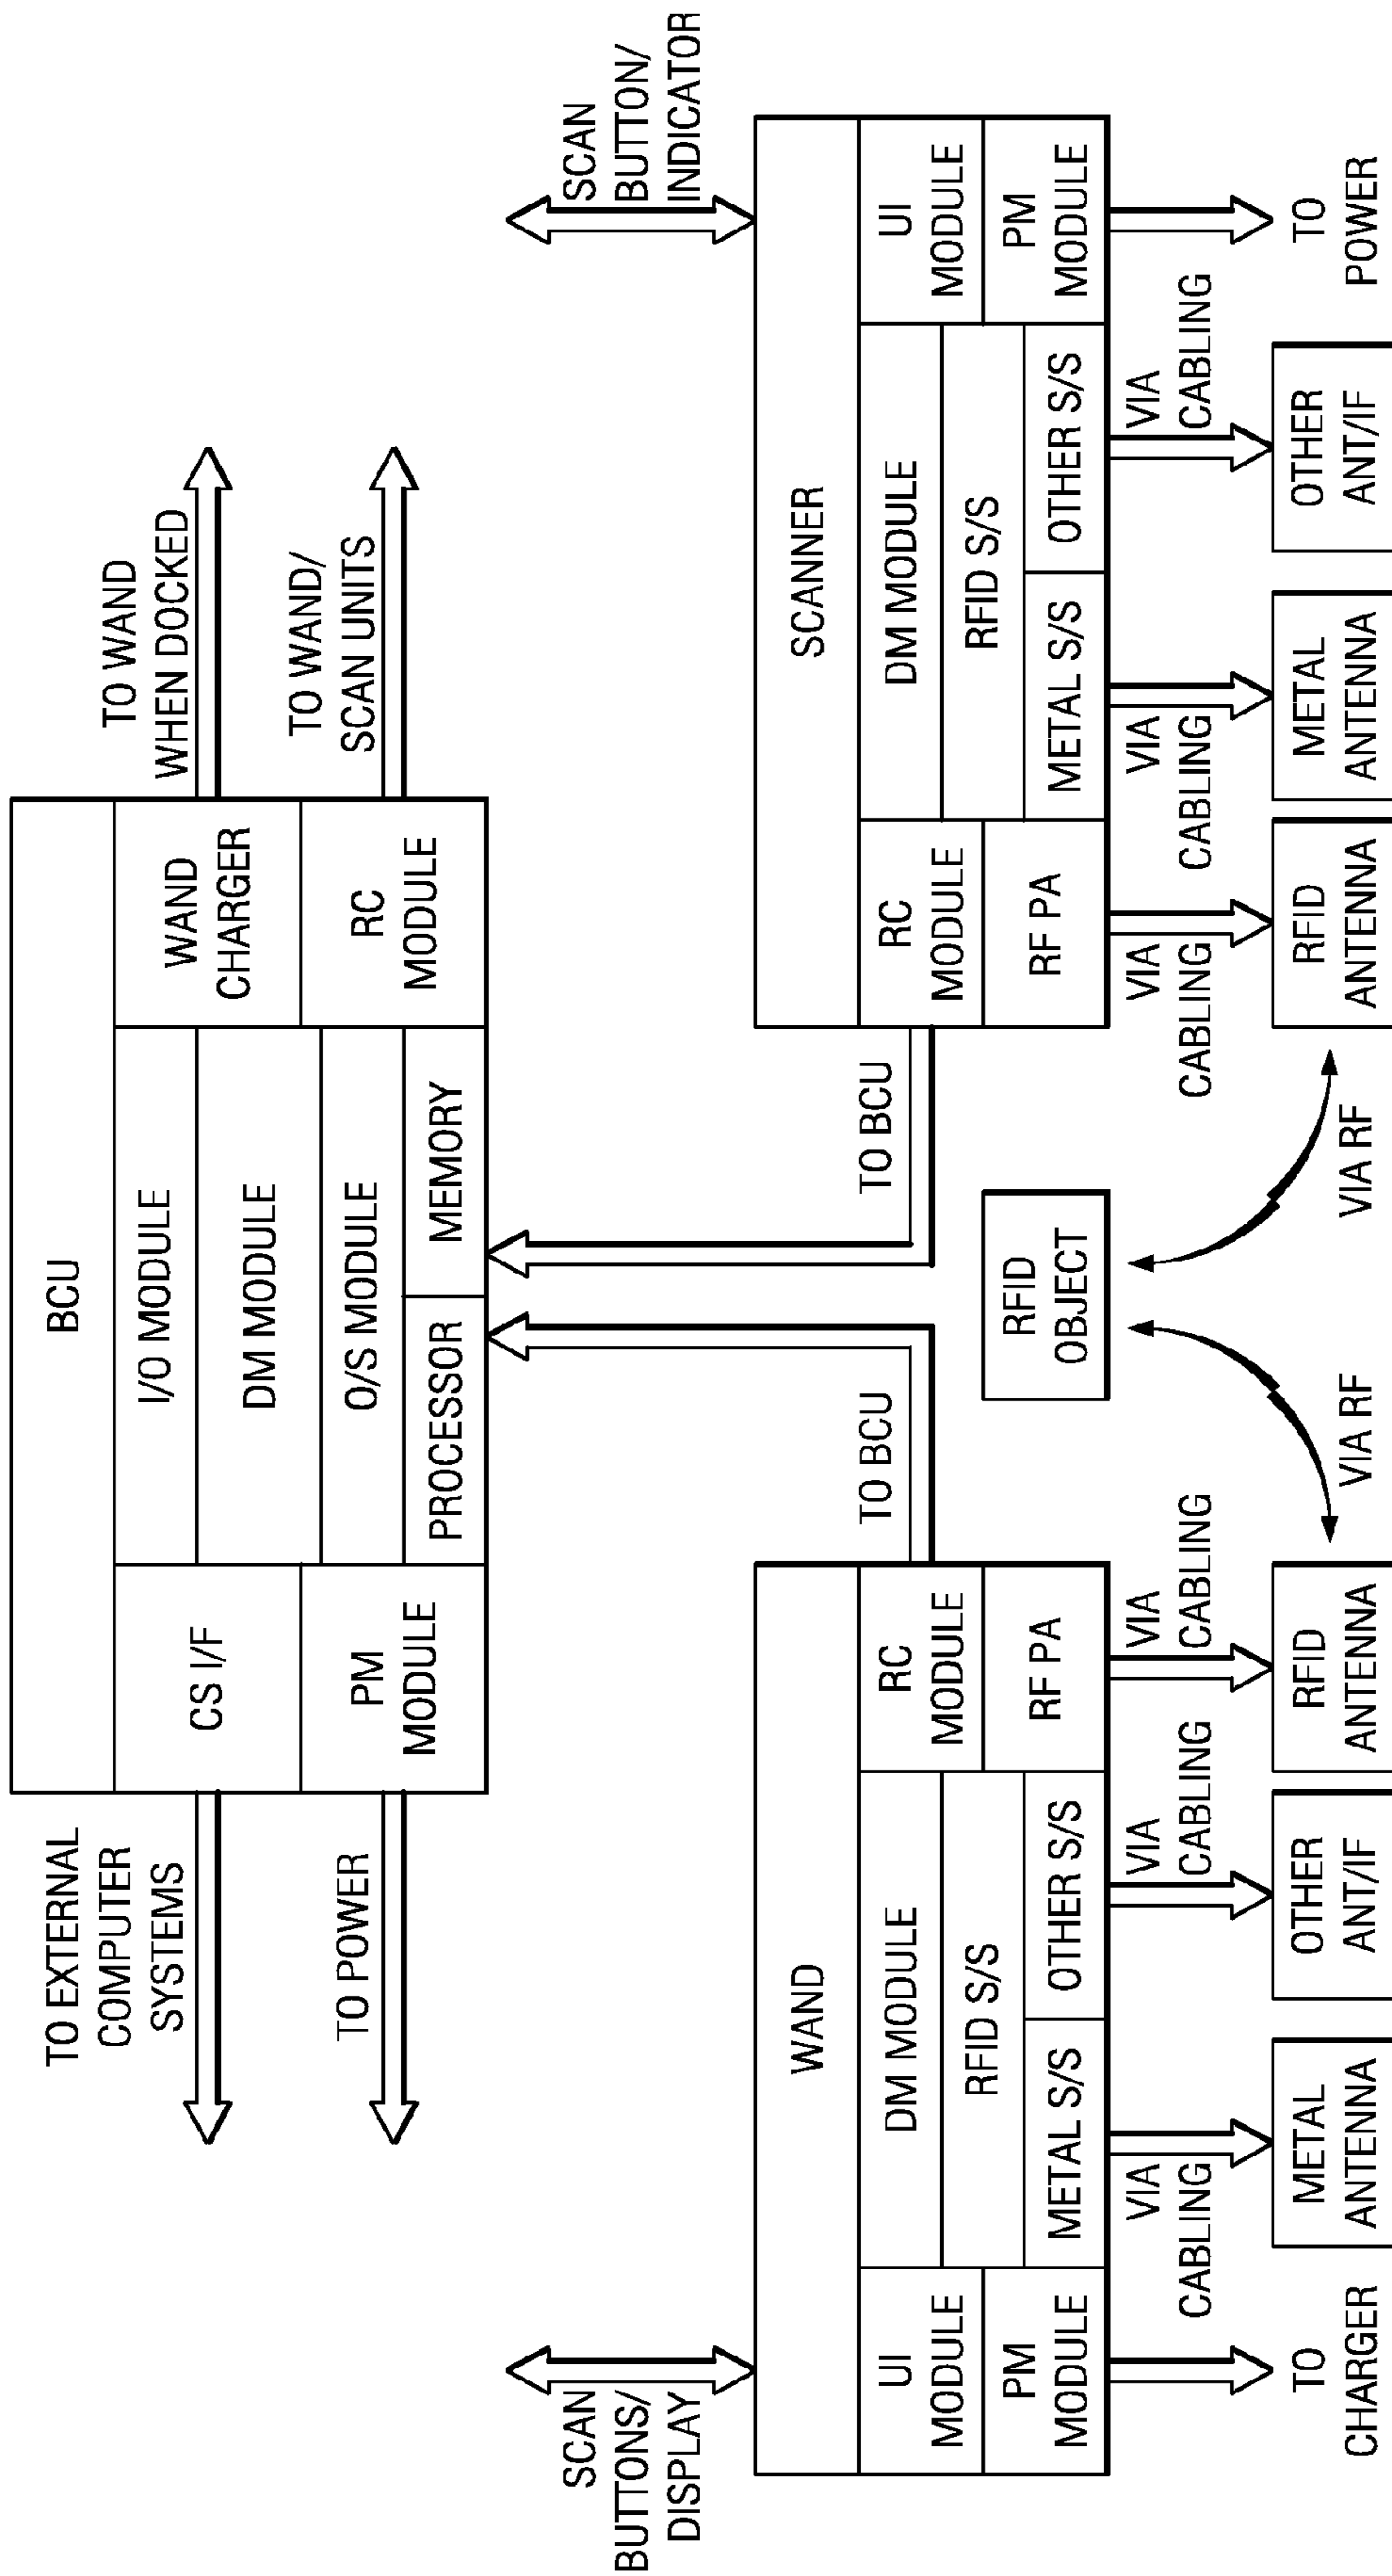 BCU
CS I/F
PM
MODULE
I/O MODULE
DM MODULE
O/S MODULE
PROCESSOR
MEMORY
WAND
CHARGER
RC
MODULE
TO EXTERNAL
COMPUTER
SYSTEMS
TO POWER
TO WAND
WHEN DOCKED
TO WAND/
SCAN UNITS
SCAN
BUTTONS/
DISPLAY
WAND
UI
MODULE
PM
MODULE
DM MODULE
RFID S/S
METAL S/S
OTHER S/S
RC
MODULE
RF PA
TO BCU
TO
CHARGER
VIA
CABLING
METAL
ANTENNA
VIA
CABLING
OTHER
ANT/IF
VIA
CABLING
RFID
ANTENNA
RFID
OBJECT
VIA RF
VIA RF
TO BCU
SCAN
BUTTON/
INDICATOR
SCANNER
RC
MODULE
RF PA
DM MODULE
RFID S/S
METAL S/S
OTHER S/S
UI
MODULE
PM
MODULE
VIA
CABLING
RFID
ANTENNA
VIA
CABLING
METAL
ANTENNA
VIA
CABLING
OTHER
ANT/IF
TO
POWER